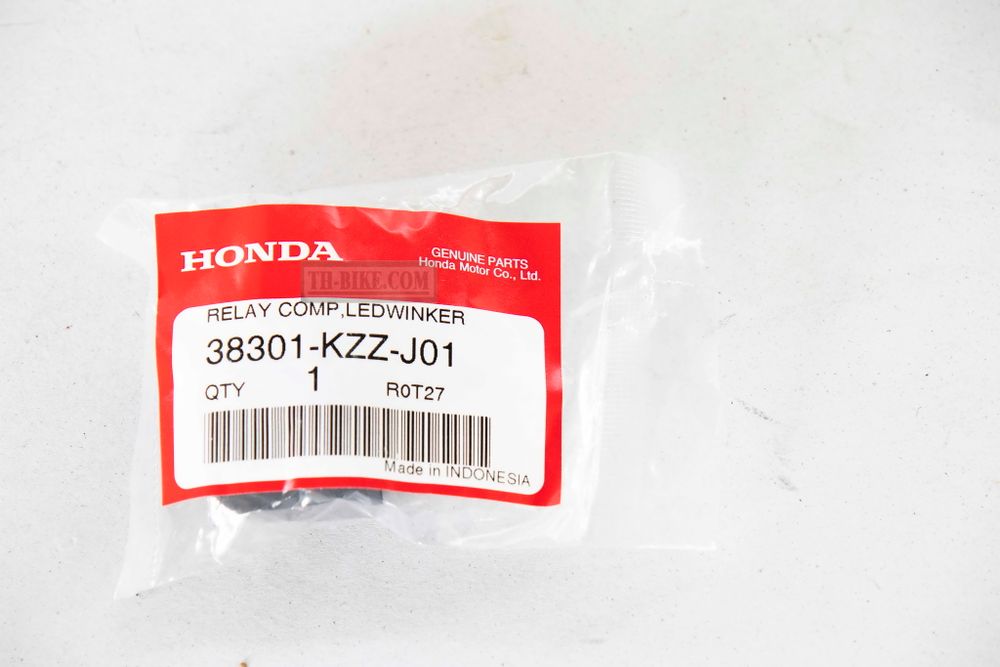 HONDA
GENUINE PARTS
Honda Motor Co., Ltd.
TH-BIKE.COM
RELAY COMP,LEDWINKER
38301-KZZ-J01
QTY 1 R0T27
Made in INDONESIA